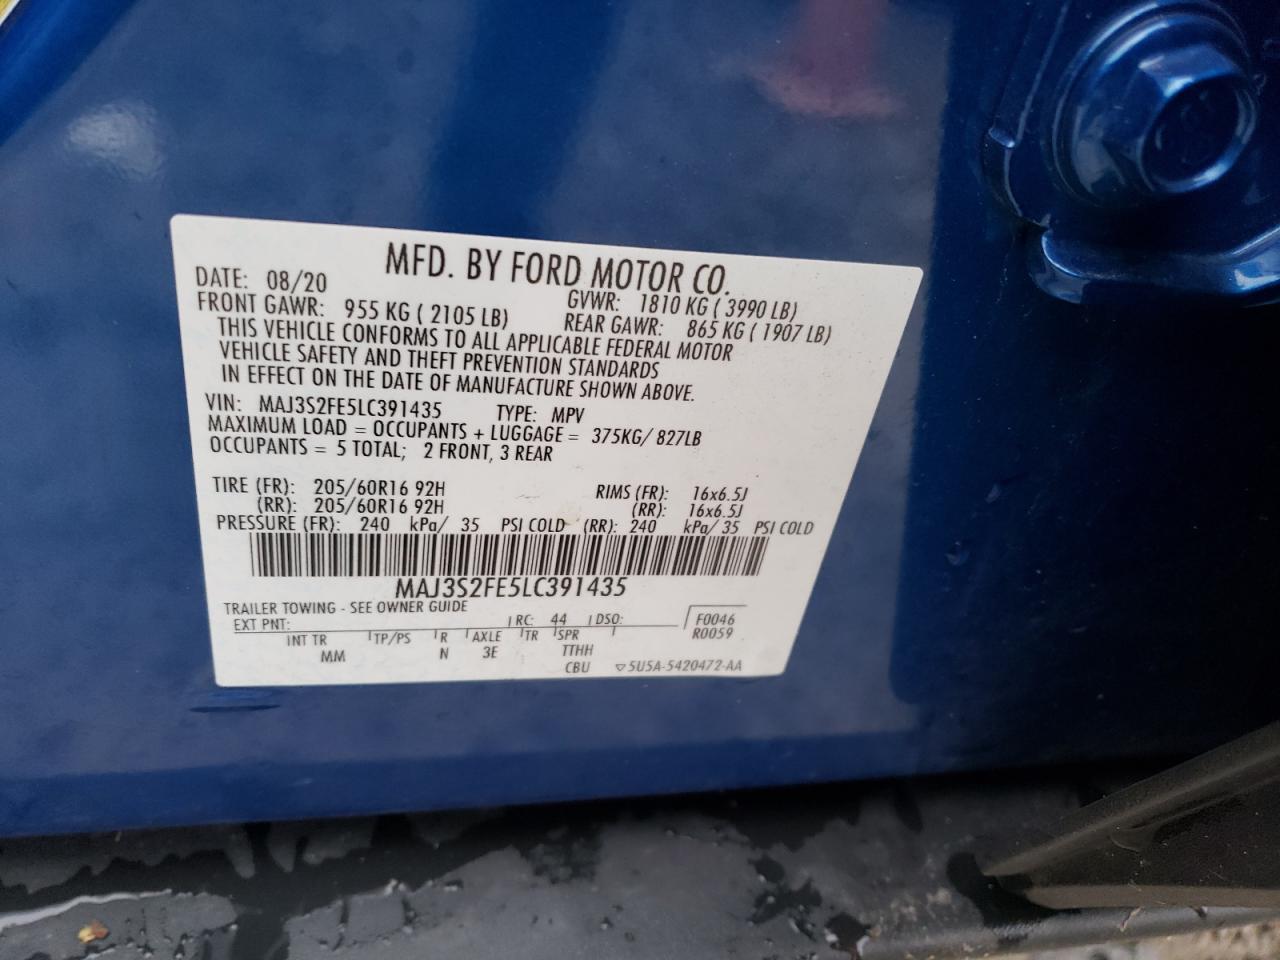 MFD. BY FORD MOTOR CO.
DATE: 08/20 GVWR: 1810 KG ( 3990 LB)
FRONT GAWR: 955 KG ( 2105 LB) REAR GAWR: 865 KG ( 1907 LB)
THIS VEHICLE CONFORMS TO ALL APPLICABLE FEDERAL MOTOR
VEHICLE SAFETY AND THEFT PREVENTION STANDARDS
IN EFFECT ON THE DATE OF MANUFACTURE SHOWN ABOVE.
VIN: MAJ3S2FE5LC391435 TYPE: MPV
MAXIMUM LOAD = OCCUPANTS + LUGGAGE = 375KG/ 827LB
OCCUPANTS = 5 TOTAL; 2 FRONT, 3 REAR
TIRE (FR): 205/60R16 92H RIMS (FR): 16x6.5J
(RR): 205/60R16 92H (RR): 16x6.5J
PRESSURE (FR): 240 kPa/ 35 PSI COLD (RR): 240 kPa/ 35 PSI COLD
MAJ3S2FE5LC391435
TRAILER TOWING - SEE OWNER GUIDE
EXT PNT: RC: 44 DSO: F0046
INT TR TP/PS R AXLE TR SPR R0059
MM N 3E TTHH
CBU 5U5A-5420472-AA